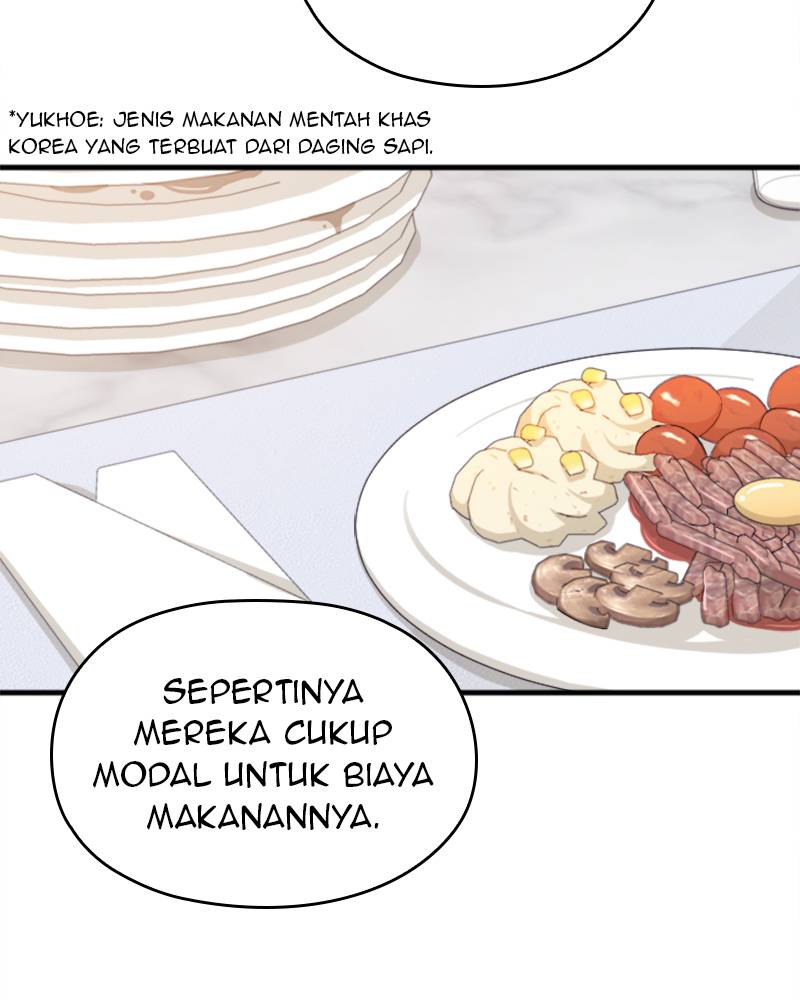 *YUKHOE: JENIS MAKANAN MENTAH KHAS
KOREA YANG TERBUAT DARI DAGING SAPI.
SEPERTINYA
MEREKA CUKUP
MODAL UNTUK BIAYA
MAKANANNYA.